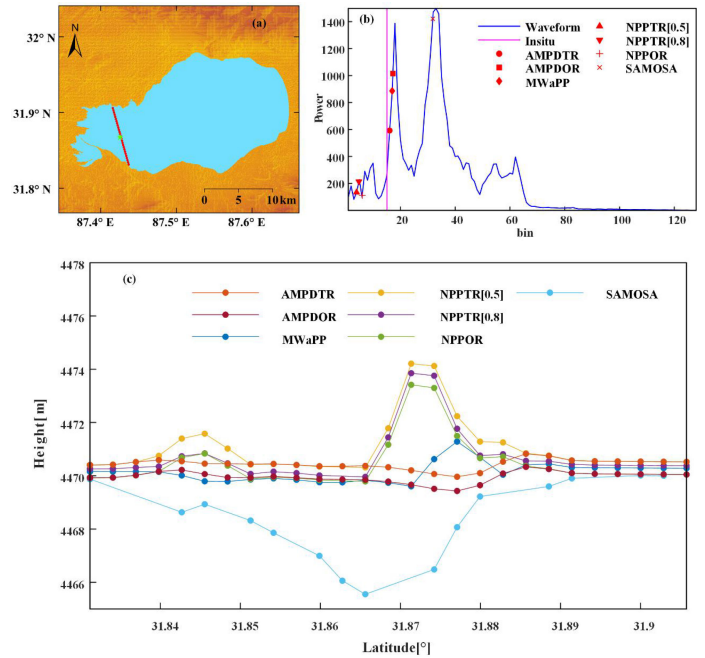 (a)
N
32° N
31.9° N
31.8° N
0 10 km
87.4° E 87.5° E 87.6° E
(b)
Waveform
Insitu
AMPDTR
AMPDOR
MWaPP
NPPTR[0.5]
NPPTR[0.8]
NPPOR
SAMOSA
Power
1400
1200
1000
800
600
400
200
20 40 60 80 100 120
bin
(c)
AMPDTR
AMPDOR
MWaPP
NPPTR[0.5]
NPPTR[0.8]
NPPOR
SAMOSA
Height[m]
4478
4476
4474
4472
4470
4468
4466
31.84 31.85 31.86 31.87 31.88 31.89 31.9
Latitude[°]